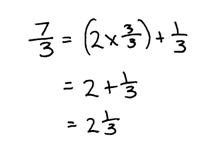 7/3 = (2 × 3/3) + 1/3
= 2 + 1/3
= 2 1/3